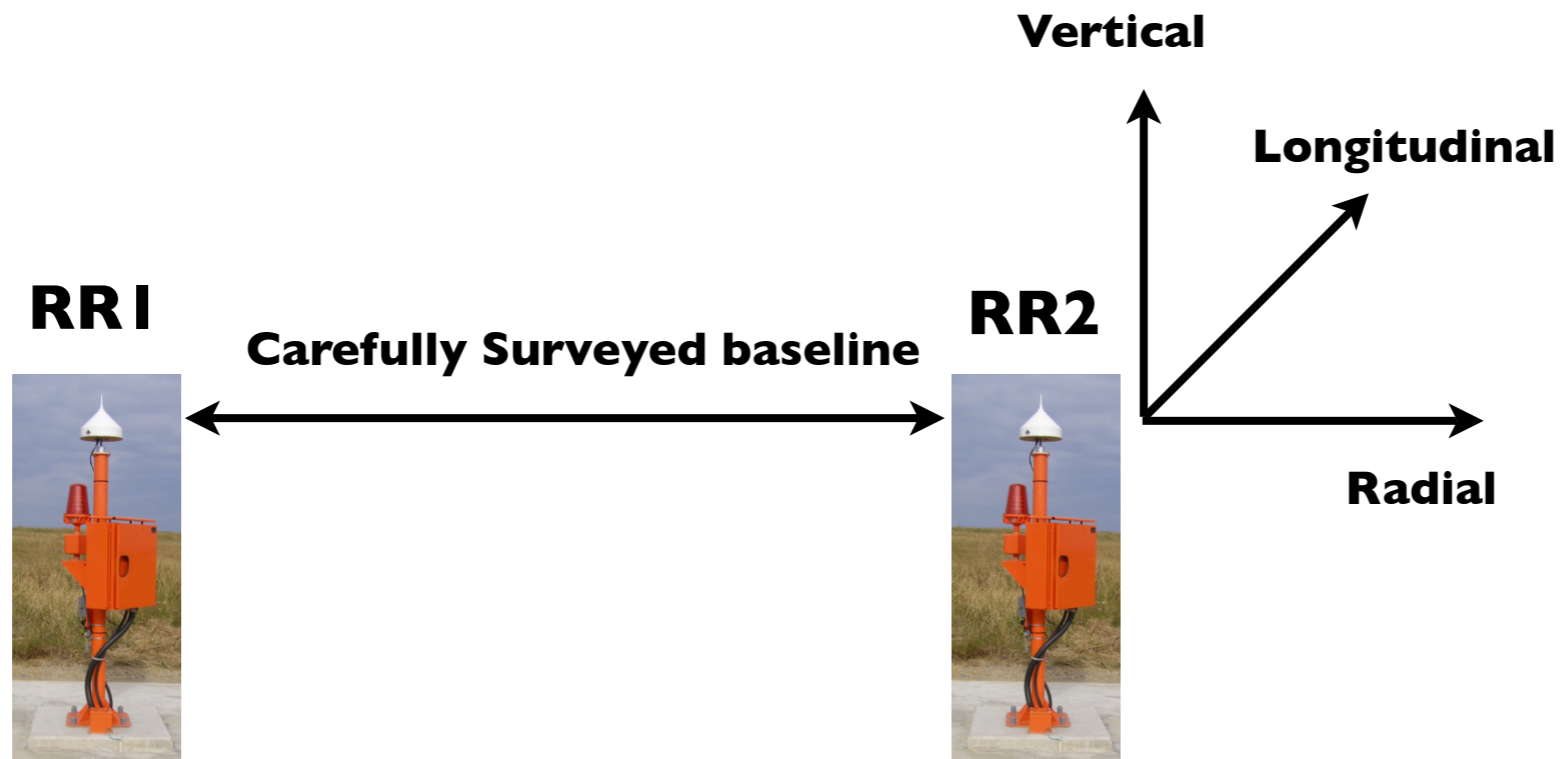 Vertical
Longitudinal
RR1
Carefully Surveyed baseline
RR2
Radial